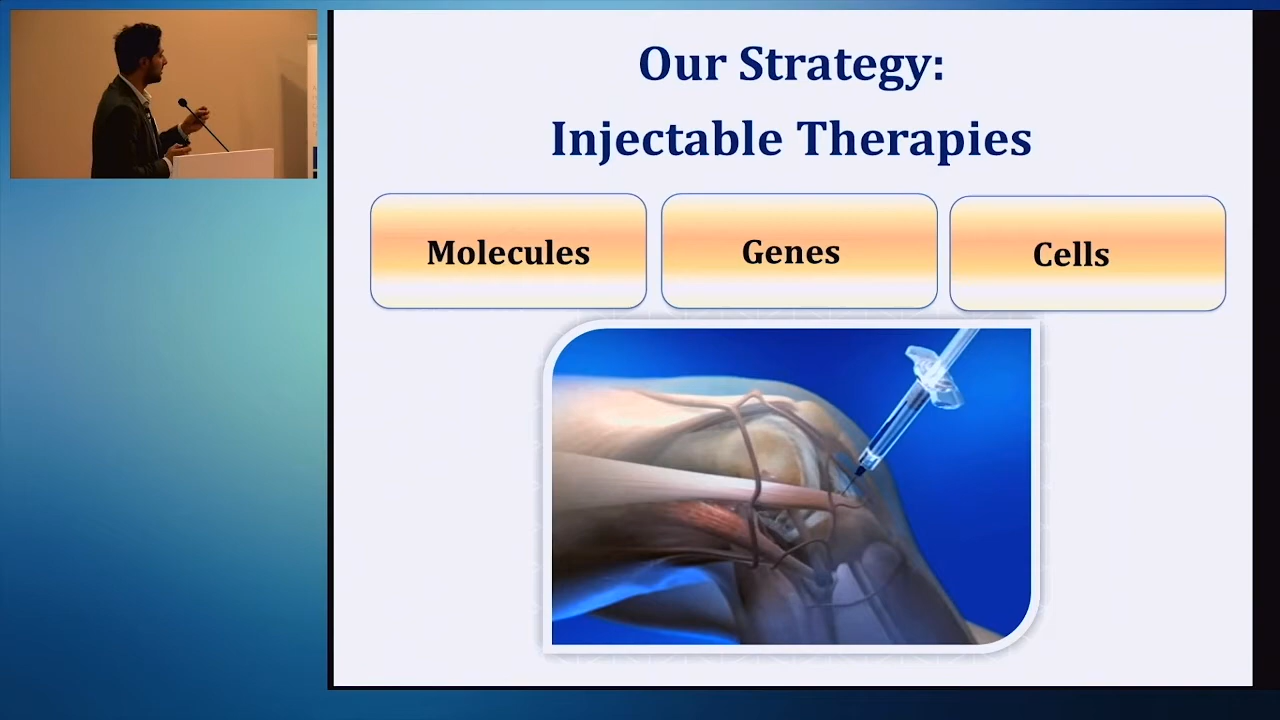 Our Strategy:
Injectable Therapies
Molecules
Genes
Cells